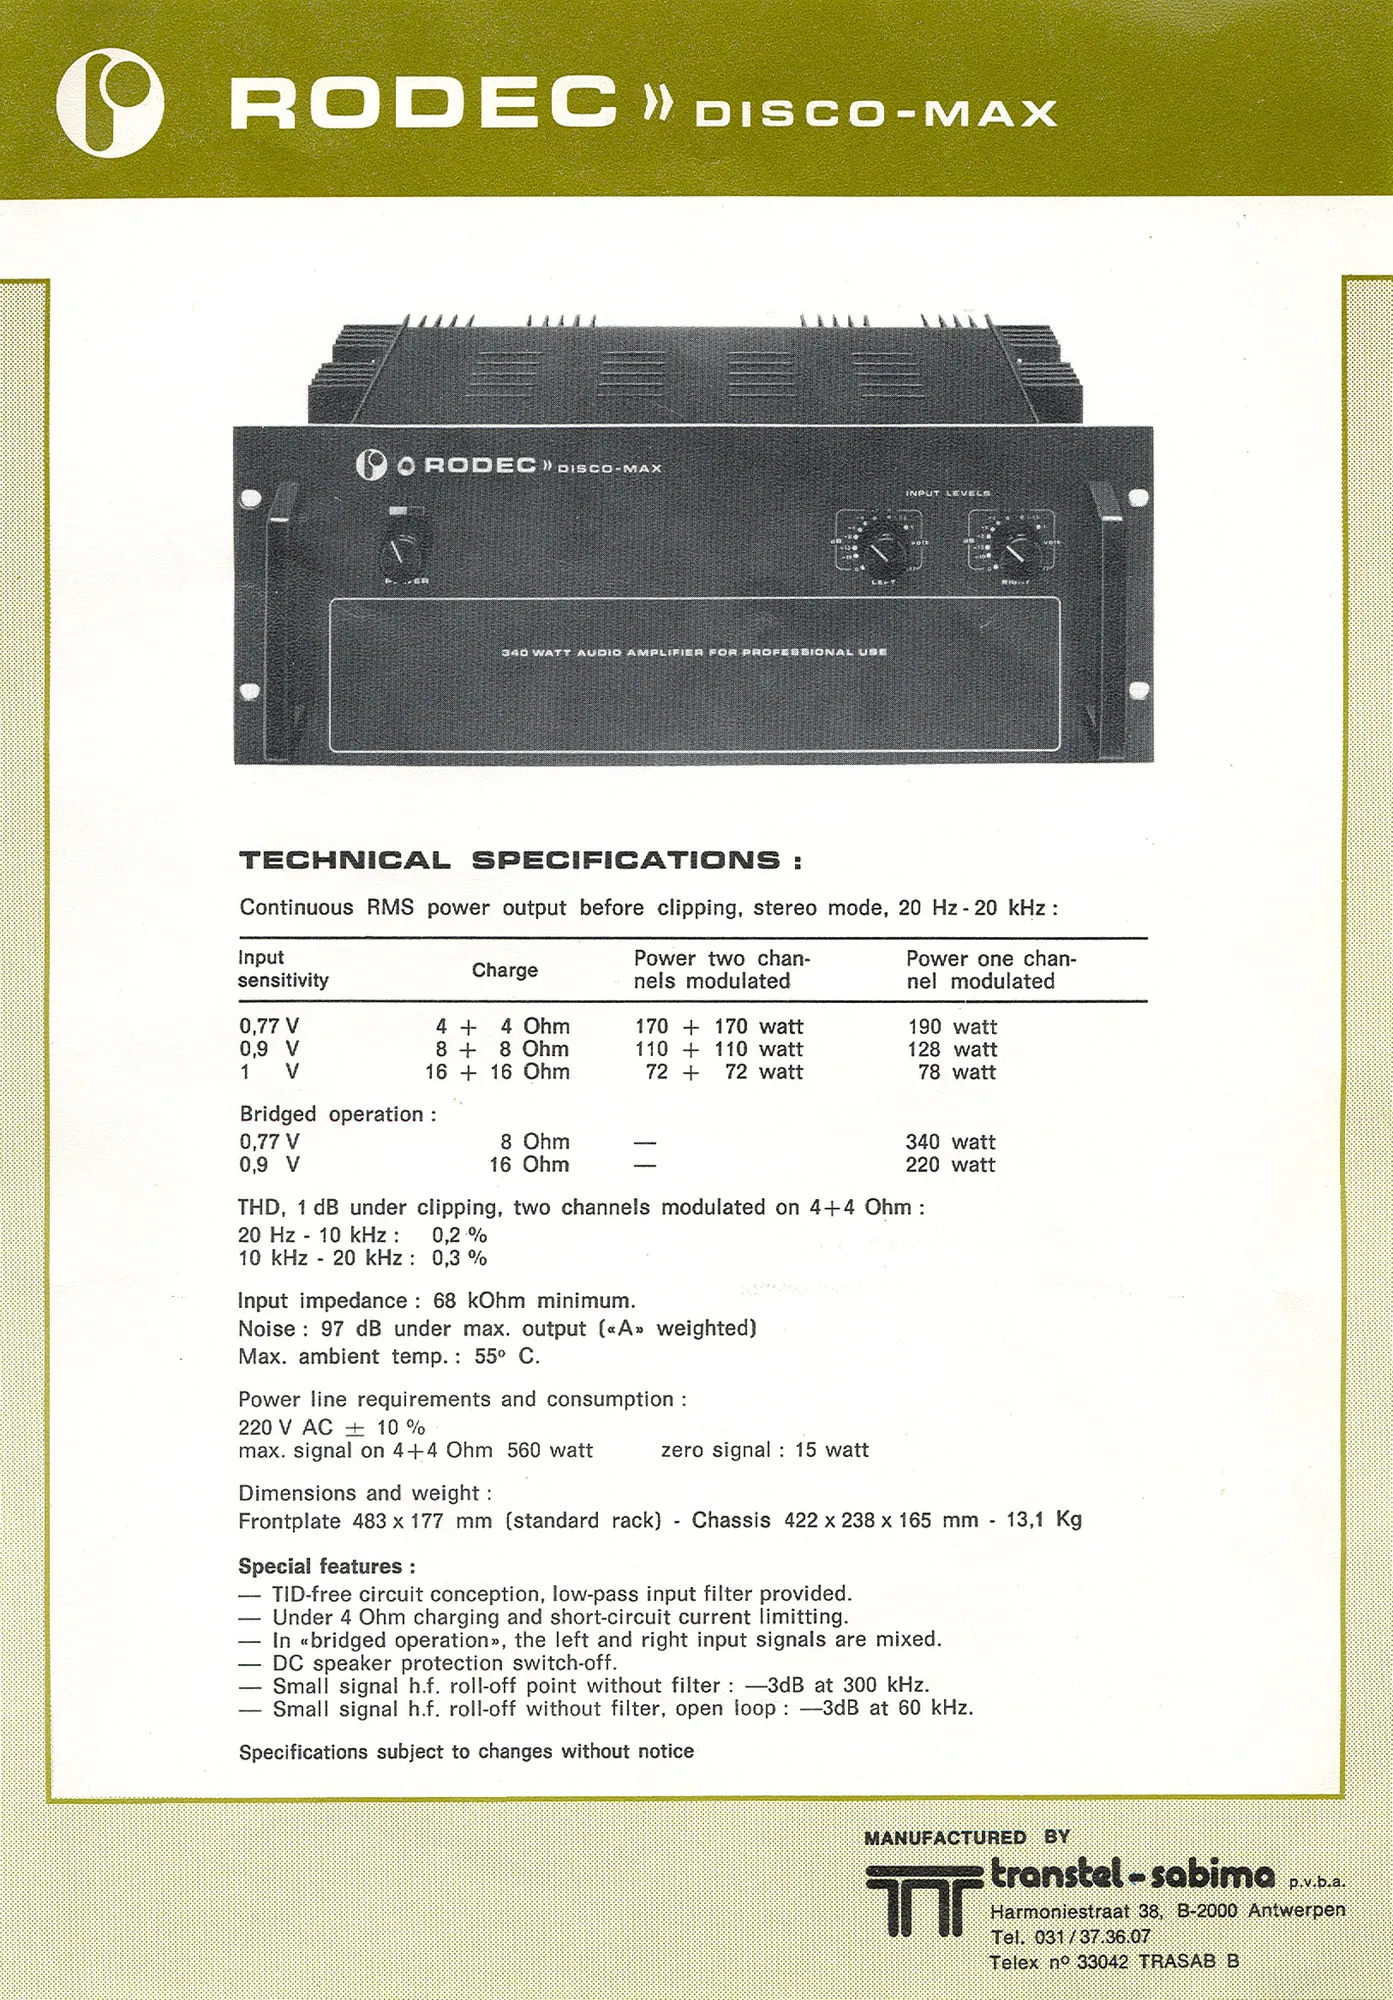 RODEC » DISCO-MAX
RODEC » DISCO-MAX
INPUT LEVELS
dB
volts
dB
volts
POWER
LEFT
RIGHT
340 WATT AUDIO AMPLIFIER FOR PROFESSIONAL USE
TECHNICAL SPECIFICATIONS :
Continuous RMS power output before clipping, stereo mode, 20 Hz - 20 kHz :
Input sensitivity Charge Power two chan- Power one chan-
nels modulated nel modulated
0,77 V 4 + 4 Ohm 170 + 170 watt 190 watt
0,9 V 8 + 8 Ohm 110 + 110 watt 128 watt
1 V 16 + 16 Ohm 72 + 72 watt 78 watt
Bridged operation :
0,77 V 8 Ohm — 340 watt
0,9 V 16 Ohm — 220 watt
THD, 1 dB under clipping, two channels modulated on 4+4 Ohm :
20 Hz - 10 kHz : 0,2 %
10 kHz - 20 kHz : 0,3 %
Input impedance : 68 kOhm minimum.
Noise : 97 dB under max. output («A» weighted)
Max. ambient temp. : 55º C.
Power line requirements and consumption :
220 V AC ± 10 %
max. signal on 4+4 Ohm 560 watt zero signal : 15 watt
Dimensions and weight :
Frontplate 483 x 177 mm (standard rack) - Chassis 422 x 238 x 165 mm - 13,1 Kg
Special features :
— TID-free circuit conception, low-pass input filter provided.
— Under 4 Ohm charging and short-circuit current limitting.
— In «bridged operation», the left and right input signals are mixed.
— DC speaker protection switch-off.
— Small signal h.f. roll-off point without filter : —3dB at 300 kHz.
— Small signal h.f. roll-off without filter, open loop : —3dB at 60 kHz.
Specifications subject to changes without notice
MANUFACTURED BY
transtel-sabima p.v.b.a.
Harmoniestraat 38, B-2000 Antwerpen
Tel. 031 / 37.36.07
Telex nº 33042 TRASAB B